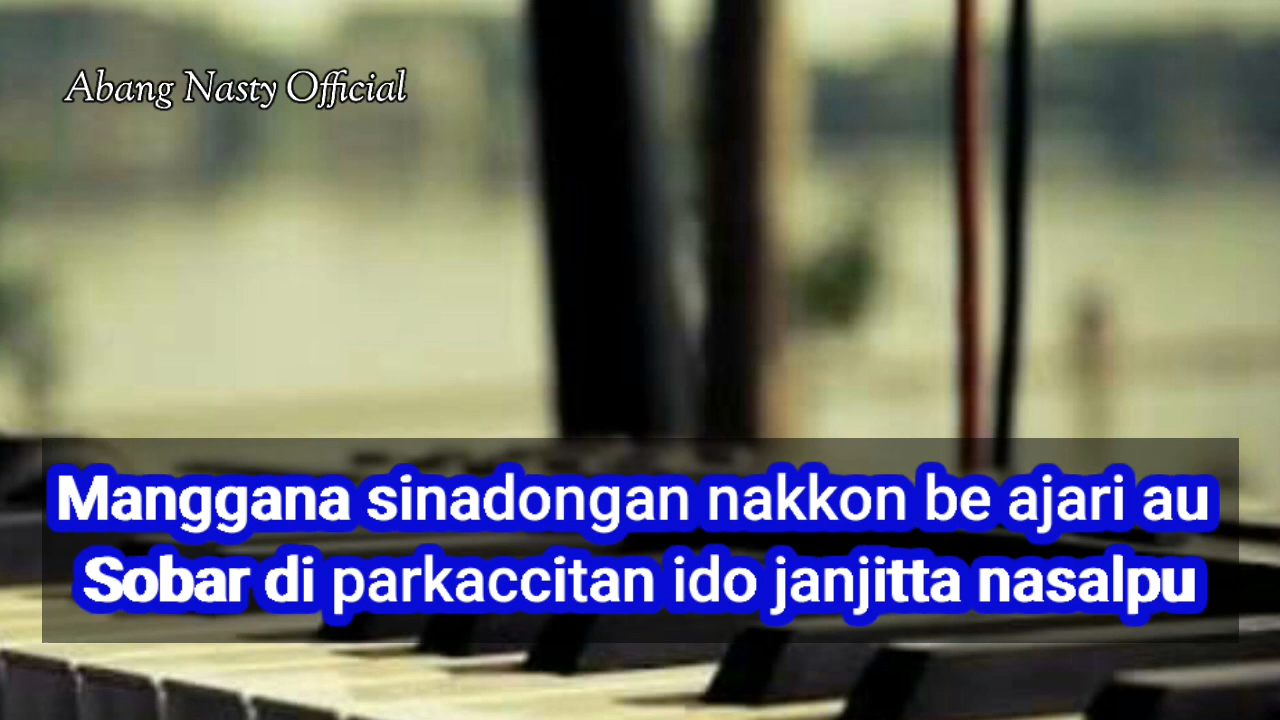 Abang Nasty Official
Manggana sinadongan nakkon be ajari au
Sobar di parkaccitan ido janjitta nasalpu